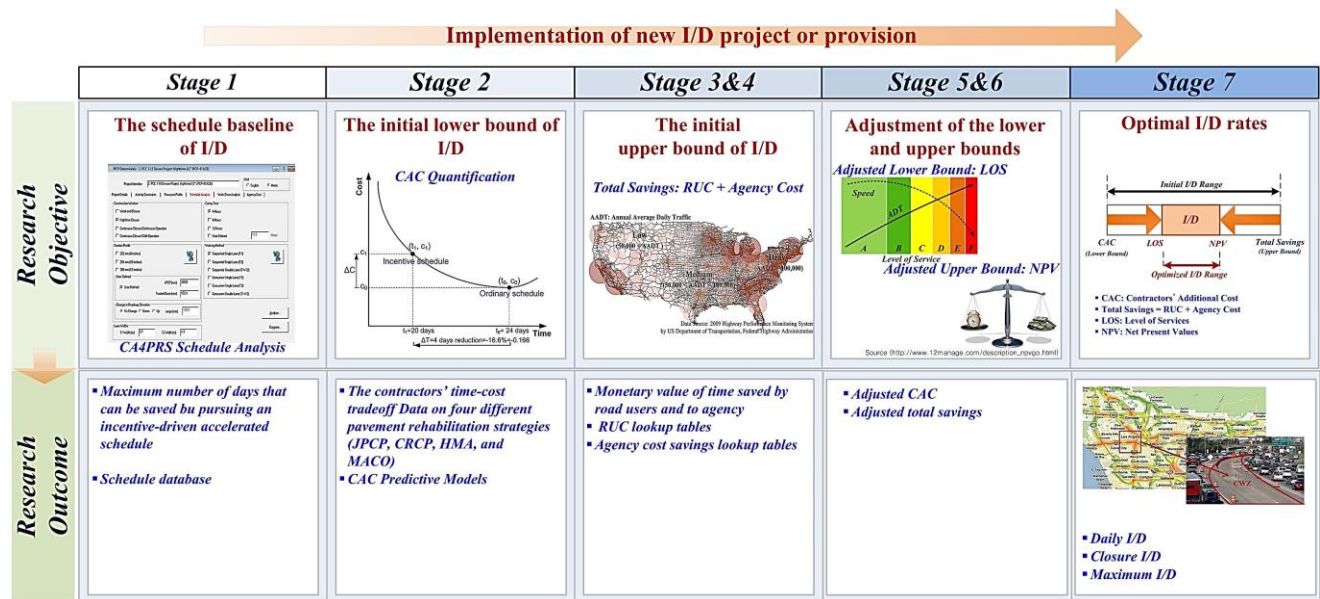 Implementation of new I/D project or provision
Stage 1
Stage 2
Stage 3&4
Stage 5&6
Stage 7
Research
Objective
The schedule baseline
of I/D
CA4PRS Schedule Analysis
The initial lower bound of
I/D
CAC Quantification
Cost
(t₁, c₁)
Incentive schedule
c₁
ΔC
c₀
(t₀, c₀)
Ordinary schedule
t₁=20 days
t₀= 24 days
Time
ΔT=4 days reduction=-16.6%=-0.166
The initial
upper bound of I/D
Total Savings: RUC + Agency Cost
AADT: Annual Average Daily Traffic
Low
Medium
Data Source: 2009 Highway Performance Monitoring System
by US Department of Transportation, Federal Highway Administration
Adjustment of the lower
and upper bounds
Adjusted Lower Bound: LOS
Speed
ADT
A B C D E F
Level of Service
Adjusted Upper Bound: NPV
Source (http://www.12manage.com/description_npvgo.html)
Optimal I/D rates
Initial I/D Range
I/D
CAC
(Lower Bound)
LOS
NPV
Total Savings
(Upper Bound)
Optimized I/D Range
▪ CAC: Contractors' Additional Cost
▪ Total Savings = RUC + Agency Cost
▪ LOS: Level of Services
▪ NPV: Net Present Values
Research
Outcome
▪ Maximum number of days that
can be saved bu pursuing an
incentive-driven accelerated
schedule
▪ Schedule database
▪ The contractors' time-cost
tradeoff Data on four different
pavement rehabilitation strategies
(JPCP, CRCP, HMA, and
MACO)
▪ CAC Predictive Models
▪ Monetary value of time saved by
road users and to agency
▪ RUC lookup tables
▪ Agency cost savings lookup tables
▪ Adjusted CAC
▪ Adjusted total savings
CWZ
▪ Daily I/D
▪ Closure I/D
▪ Maximum I/D